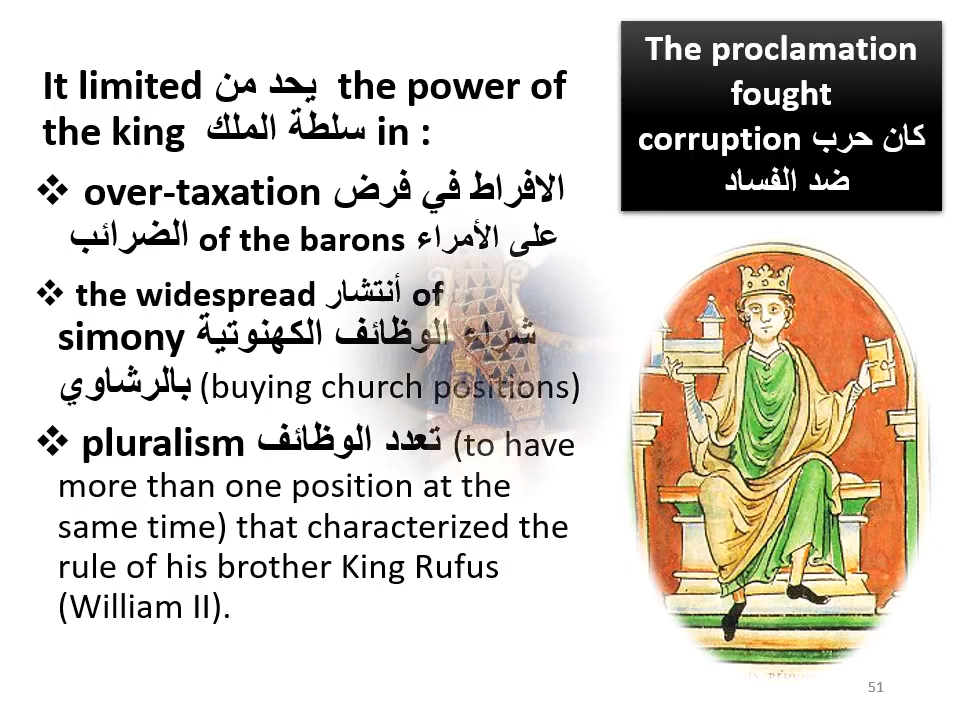 It limited يحد من the power of
the king سلطة الملك in :
❖ over-taxation الافراط في فرض
الضرائب of the barons على الأمراء
❖ the widespread أنتشار of
simony شراء الوظائف الكهنوتية
بالرشاوي (buying church positions)
❖ pluralism تعدد الوظائف (to have
more than one position at the
same time) that characterized the
rule of his brother King Rufus
(William II).
The proclamation
fought
corruption كان حرب
ضد الفساد
51